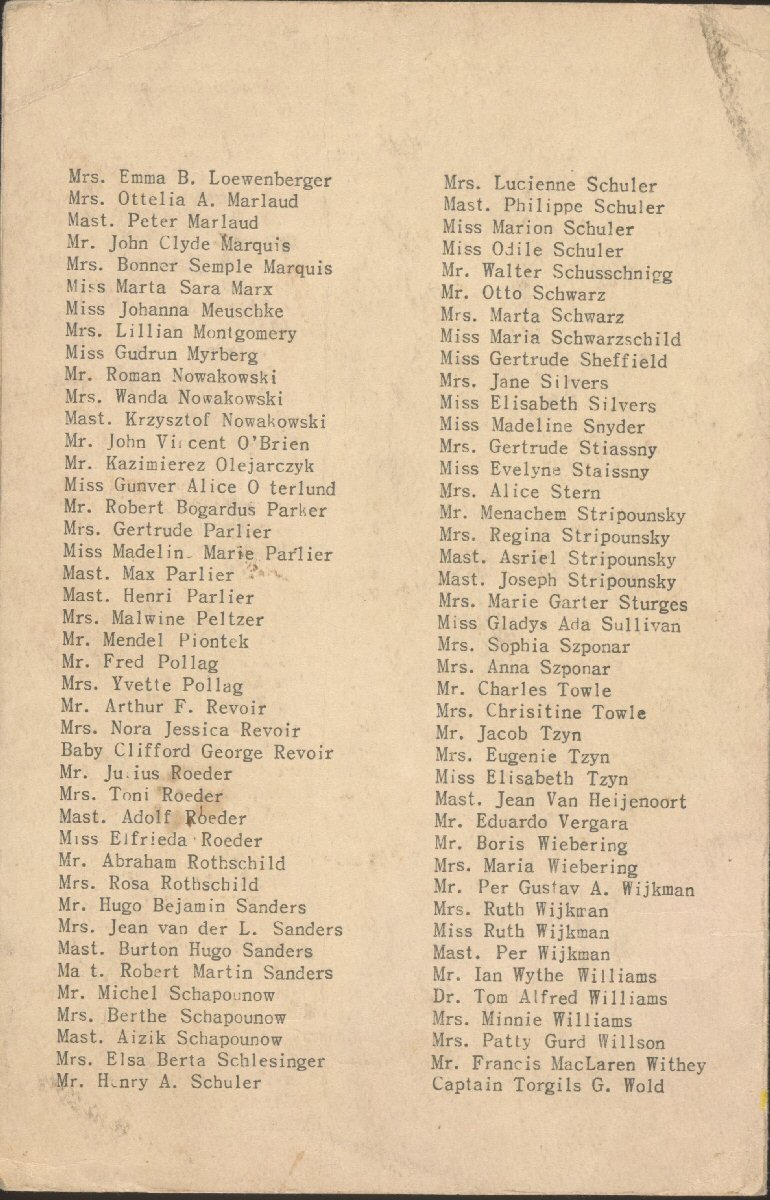 Mrs. Emma B. Loewenberger
Mrs. Ottelia A. Marlaud
Mast. Peter Marlaud
Mr. John Clyde Marquis
Mrs. Bonner Semple Marquis
Miss Marta Sara Marx
Miss Johanna Meuschke
Mrs. Lillian Montgomery
Miss Gudrun Myrberg
Mr. Roman Nowakowski
Mrs. Wanda Nowakowski
Mast. Krzysztof Nowakowski
Mr. John Vincent O'Brien
Mr. Kazimierez Olejarczyk
Miss Gunver Alice O terlund
Mr. Robert Bogardus Parker
Mrs. Gertrude Parlier
Miss Madelin Marie Parlier
Mast. Max Parlier
Mast. Henri Parlier
Mrs. Malwine Peltzer
Mr. Mendel Piontek
Mr. Fred Pollag
Mrs. Yvette Pollag
Mr. Arthur F. Revoir
Mrs. Nora Jessica Revoir
Baby Clifford George Revoir
Mr. Julius Roeder
Mrs. Toni Roeder
Mast. Adolf Roeder
Miss Elfrieda Roeder
Mr. Abraham Rothschild
Mrs. Rosa Rothschild
Mr. Hugo Bejamin Sanders
Mrs. Jean van der L. Sanders
Mast. Burton Hugo Sanders
Ma t. Robert Martin Sanders
Mr. Michel Schapounow
Mrs. Berthe Schapounow
Mast. Aizik Schapounow
Mrs. Elsa Berta Schlesinger
Mr. Henry A. Schuler
Mrs. Lucienne Schuler
Mast. Philippe Schuler
Miss Marion Schuler
Miss Odile Schuler
Mr. Walter Schusschnigg
Mr. Otto Schwarz
Mrs. Marta Schwarz
Miss Maria Schwarzschild
Miss Gertrude Sheffield
Mrs. Jane Silvers
Miss Elisabeth Silvers
Miss Madeline Snyder
Mrs. Gertrude Stiassny
Miss Evelyne Staissny
Mrs. Alice Stern
Mr. Menachem Stripounsky
Mrs. Regina Stripounsky
Mast. Asriel Stripounsky
Mast. Joseph Stripounsky
Mrs. Marie Garter Sturges
Miss Gladys Ada Sullivan
Mrs. Sophia Szponar
Mrs. Anna Szponar
Mr. Charles Towle
Mrs. Chrisitine Towle
Mr. Jacob Tzyn
Mrs. Eugenie Tzyn
Miss Elisabeth Tzyn
Mast. Jean Van Heijenoort
Mr. Eduardo Vergara
Mr. Boris Wiebering
Mrs. Maria Wiebering
Mr. Per Gustav A. Wijkman
Mrs. Ruth Wijkman
Miss Ruth Wijkman
Mast. Per Wijkman
Mr. Ian Wythe Williams
Dr. Tom Alfred Williams
Mrs. Minnie Williams
Mrs. Patty Gurd Willson
Mr. Francis MacLaren Withey
Captain Torgils G. Wold